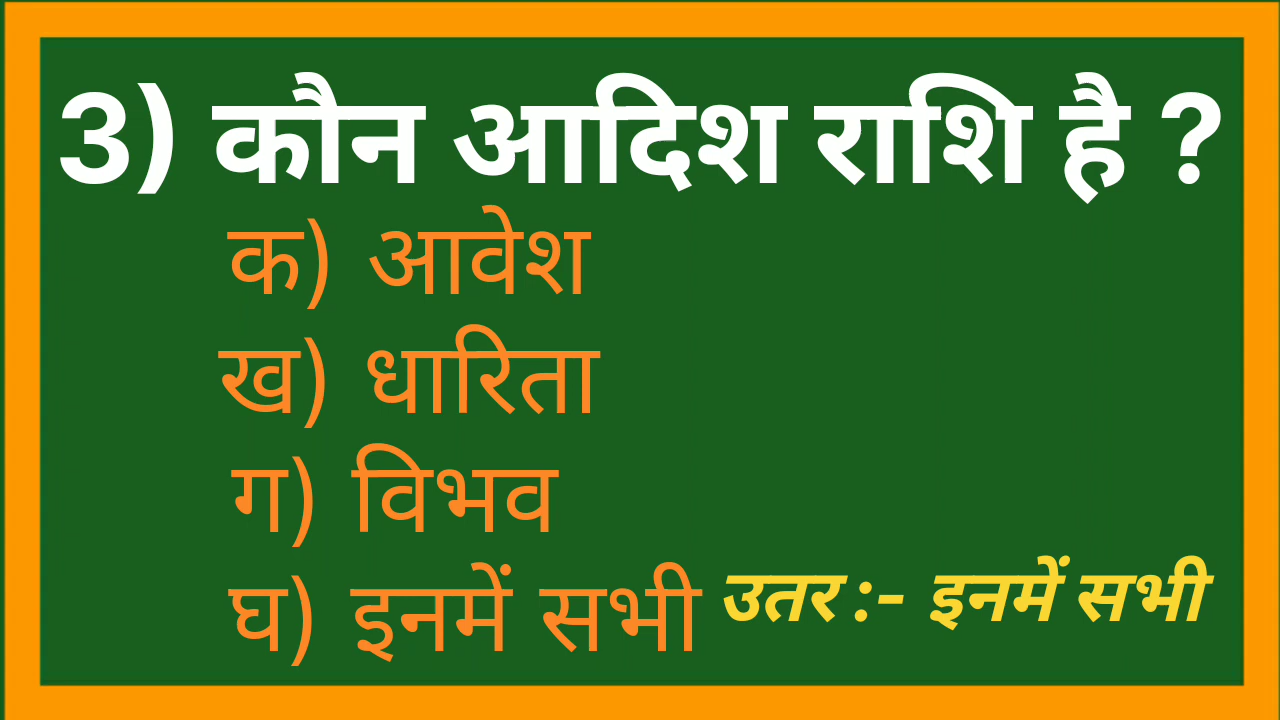 3) कौन आदिश राशि है ?
क) आवेश
ख) धारिता
ग) विभव
घ) इनमें सभी उतर :- इनमें सभी